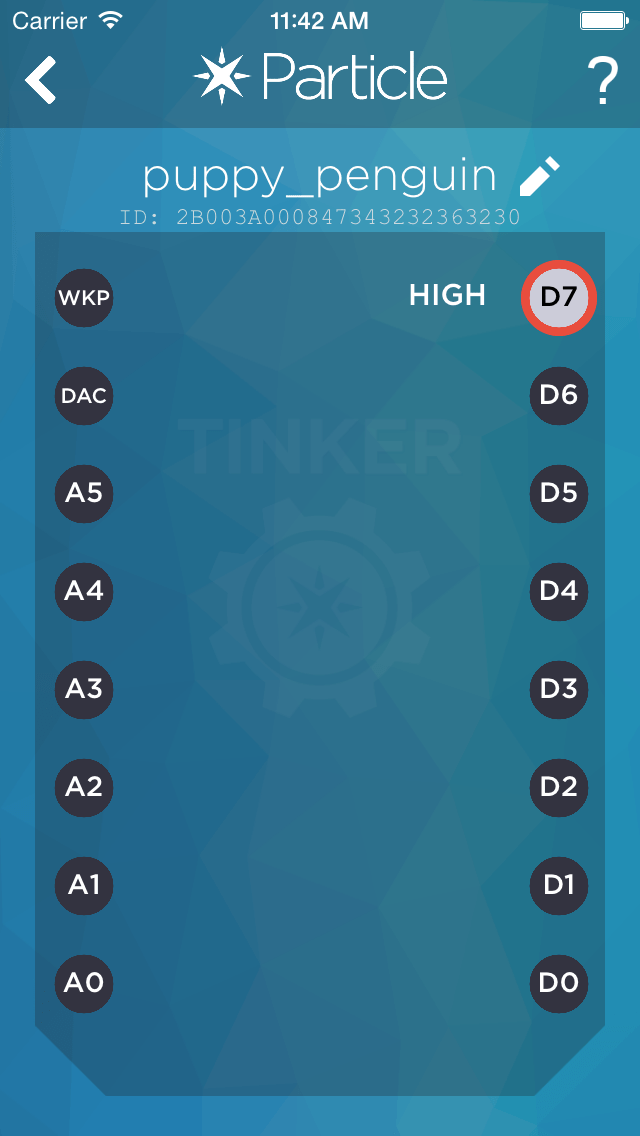 Carrier 11:42 AM
Particle ?
puppy_penguin
ID: 2B003A000847343232363230
WKP HIGH D7
DAC D6
TINKER
A5 D5
A4 D4
A3 D3
A2 D2
A1 D1
A0 D0